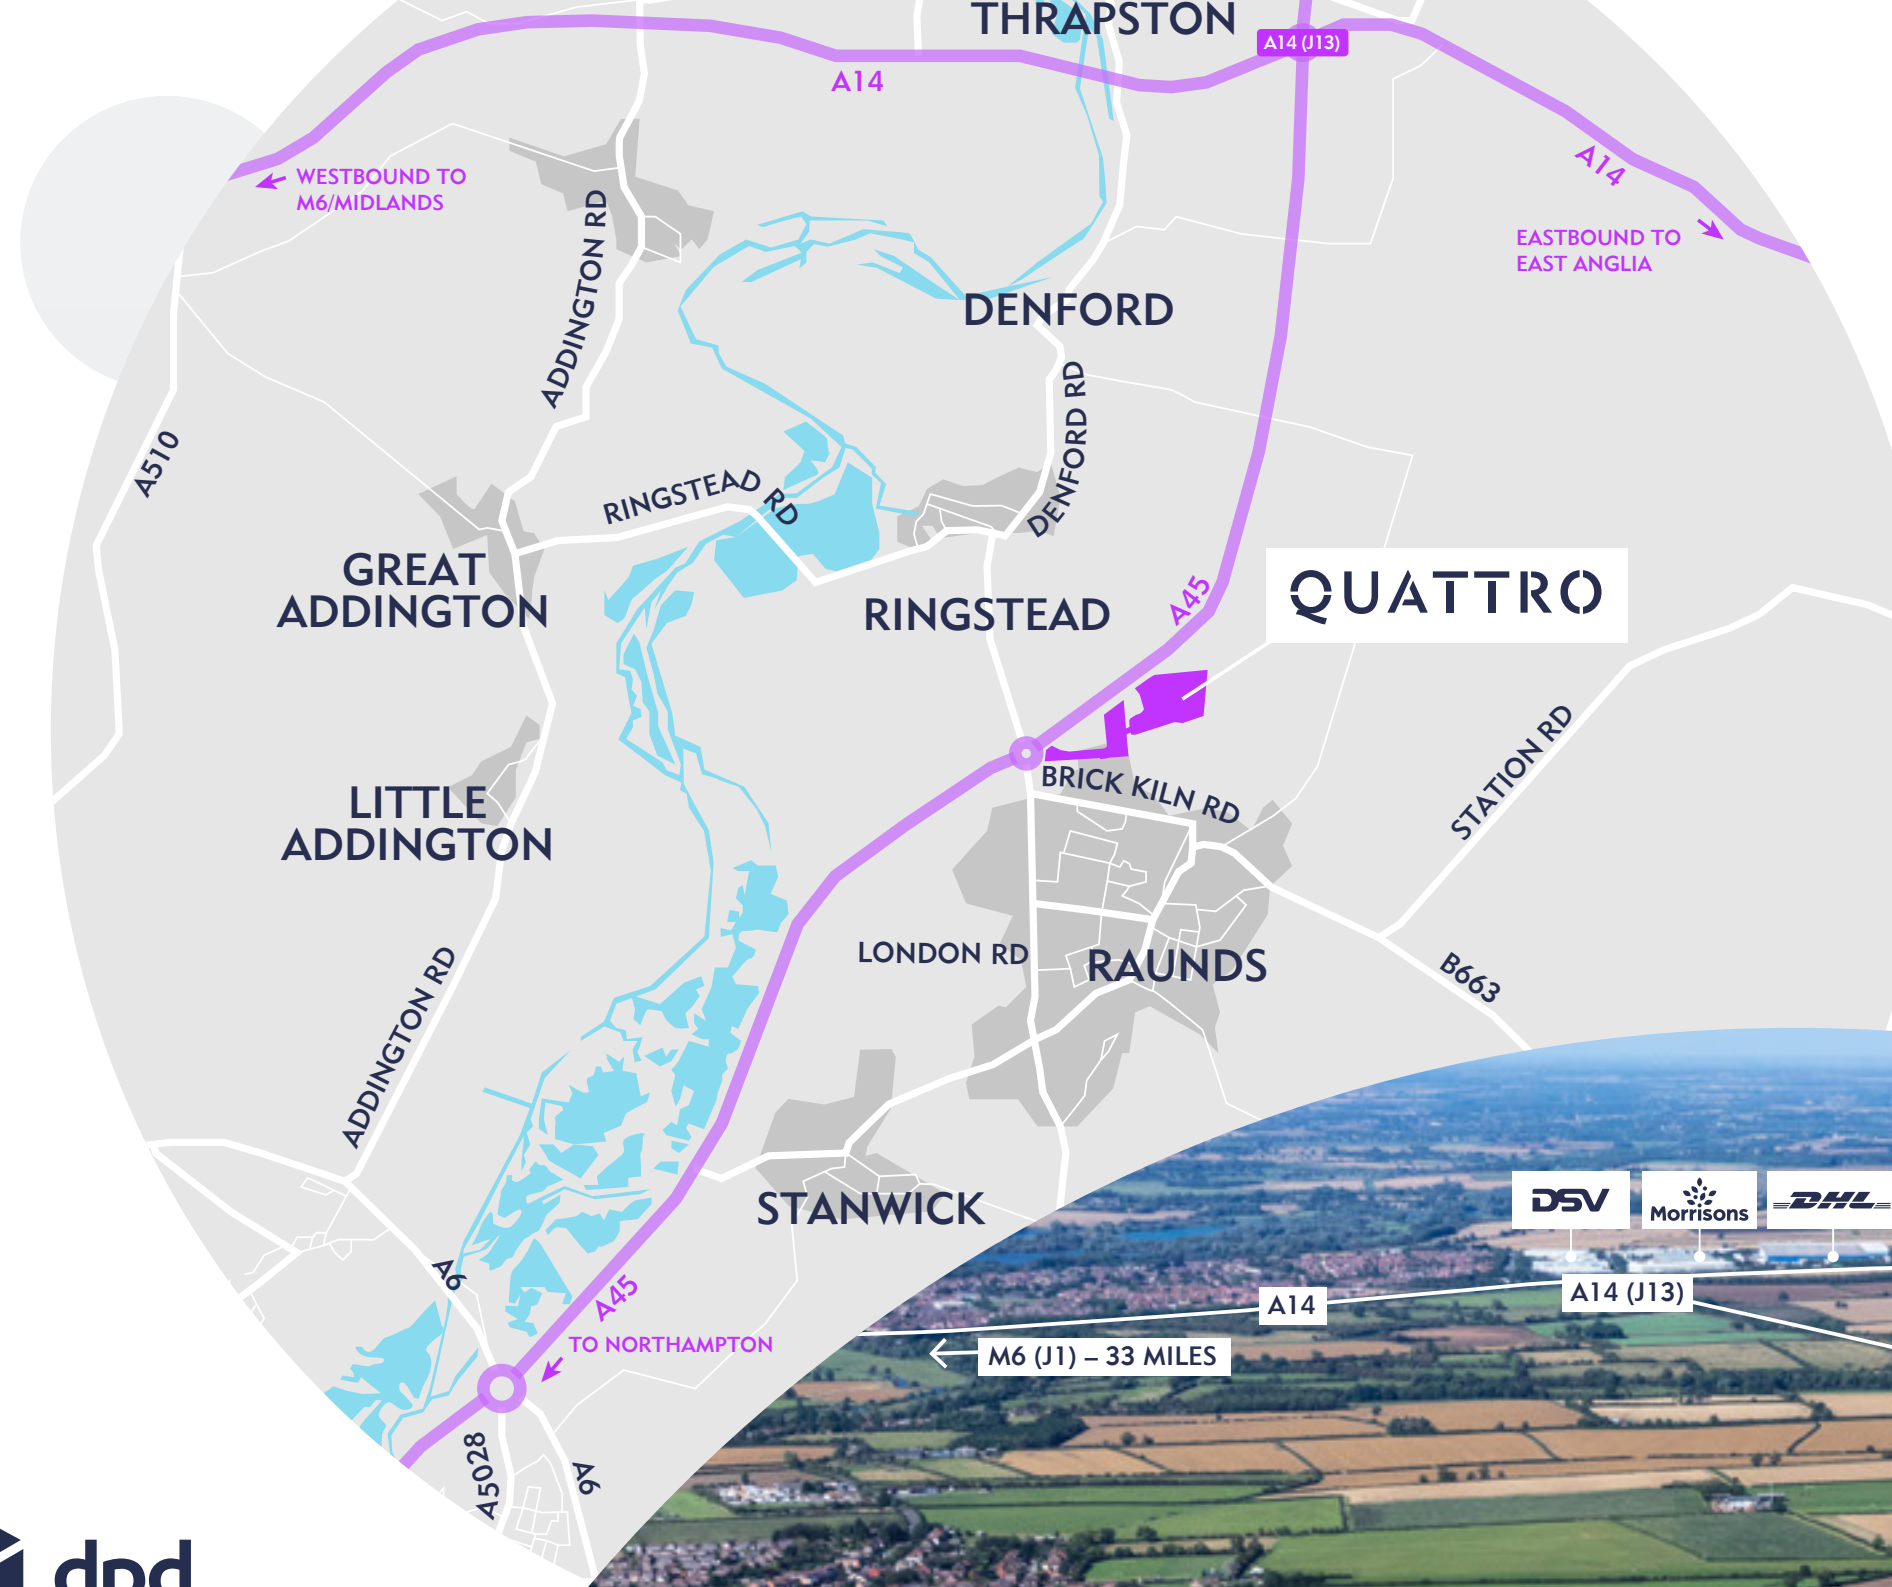 THRAPSTON
A14 (J13)
A14
A14
WESTBOUND TO
M6/MIDLANDS
EASTBOUND TO
EAST ANGLIA
ADDINGTON RD
DENFORD
DENFORD RD
A510
RINGSTEAD RD
GREAT
ADDINGTON
RINGSTEAD
A45
QUATTRO
STATION RD
BRICK KILN RD
LITTLE
ADDINGTON
LONDON RD
RAUNDS
B663
ADDINGTON RD
STANWICK
DSV
Morrisons
DHL
A6
A45
A14
A14 (J13)
TO NORTHAMPTON
M6 (J1) – 33 MILES
A5028
A6
dpd